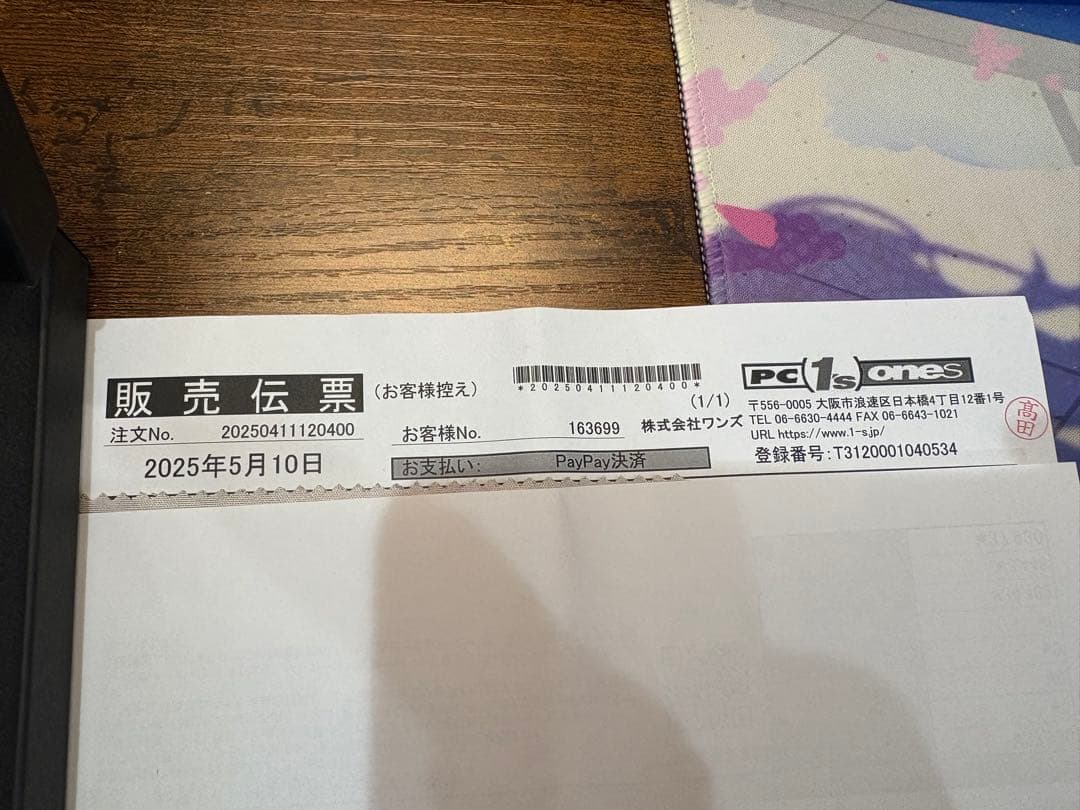 販売伝票
(お客様控え)
*20250411120400*
(1/1)
PC 1's ones
注文No. 20250411120400
お客様No. 163699
株式会社ワンズ
〒556-0005 大阪市浪速区日本橋4丁目12番1号
TEL 06-6630-4444 FAX 06-6643-1021
URL https://www.1-s.jp/
登録番号:T3120001040534
髙田
2025年5月10日
お支払い: PayPay決済